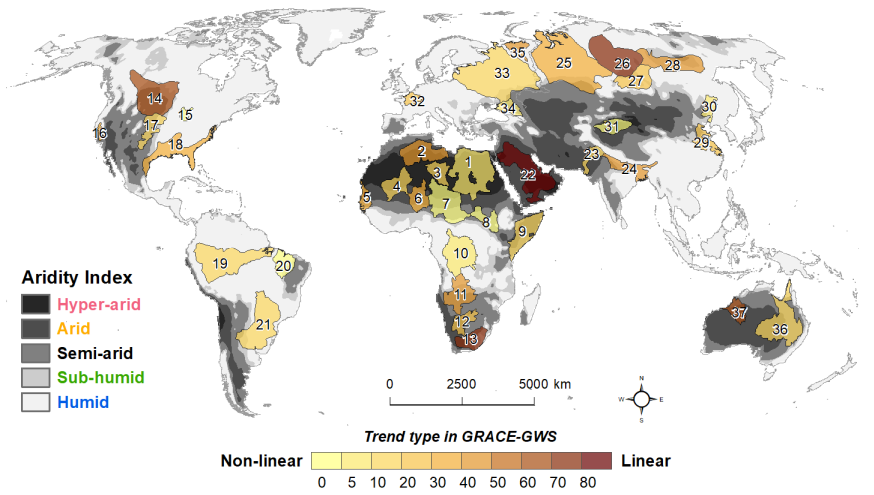 35
33
25
26
28
27
14
32
34
30
15
17
16
31
29
18
2
23
1
3
22
24
4
5
6
7
8
9
10
19
20
11
12
13
21
37
36
Aridity Index
Hyper-arid
Arid
Semi-arid
Sub-humid
Humid
0 2500 5000 km
N
W E
S
Trend type in GRACE-GWS
Non-linear Linear
0 5 10 20 30 40 50 60 70 80